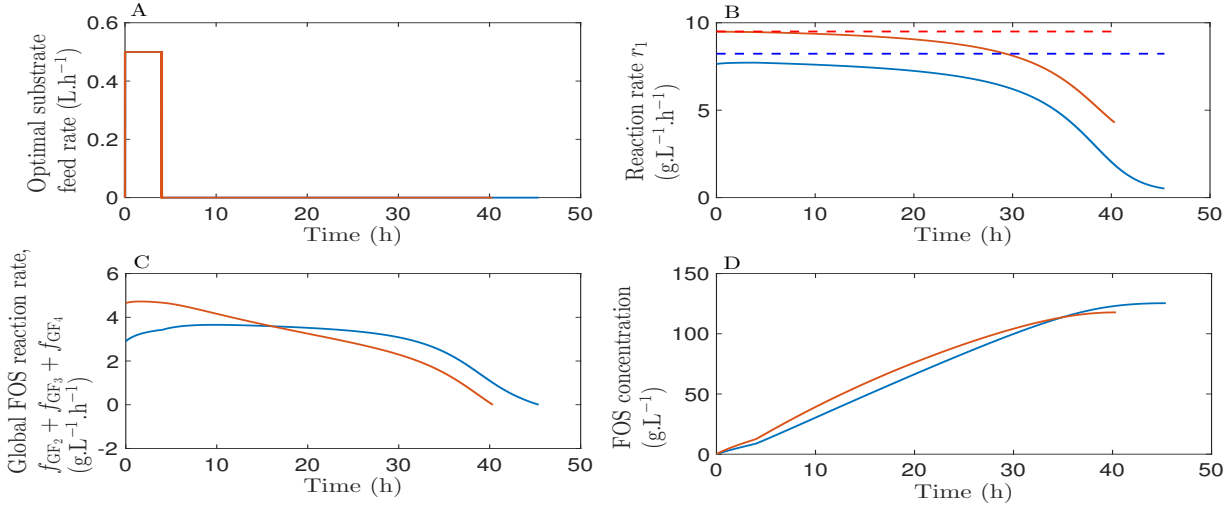 A
Optimal substrate
feed rate (L.h⁻¹)
0.6
0.4
0.2
0
0 10 20 30 40 50
Time (h)
B
Reaction rate r₁
(g.L⁻¹.h⁻¹)
10
5
0
0 10 20 30 40 50
Time (h)
C
Global FOS reaction rate,
f_GF₂ + f_GF₃ + f_GF₄
(g.L⁻¹.h⁻¹)
6
4
2
0
-2
0 10 20 30 40 50
Time (h)
D
FOS concentration
(g.L⁻¹)
150
100
50
0
0 10 20 30 40 50
Time (h)